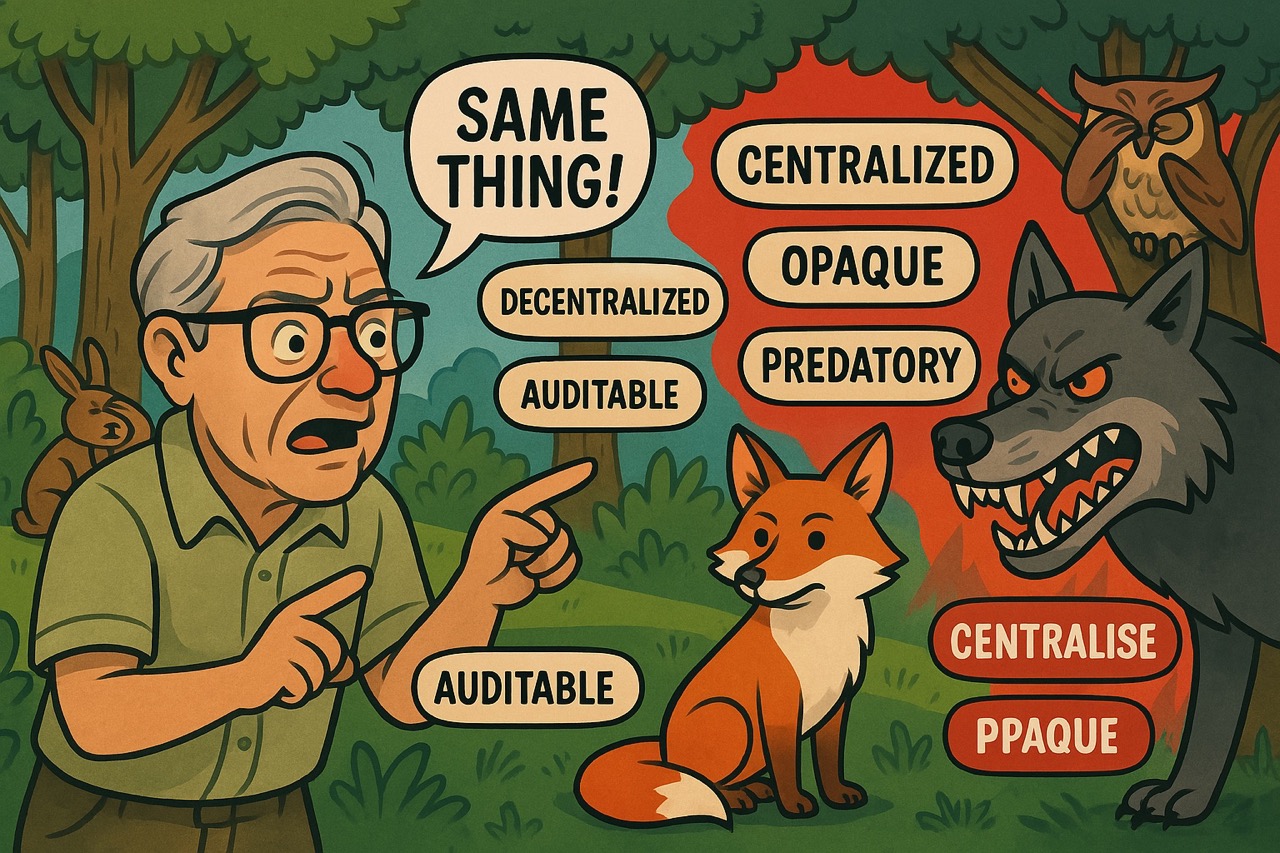 SAME
THING!
CENTRALIZED
OPAQUE
DECENTRALIZED
PREDATORY
AUDITABLE
CENTRALISE
AUDITABLE
PPAQUE